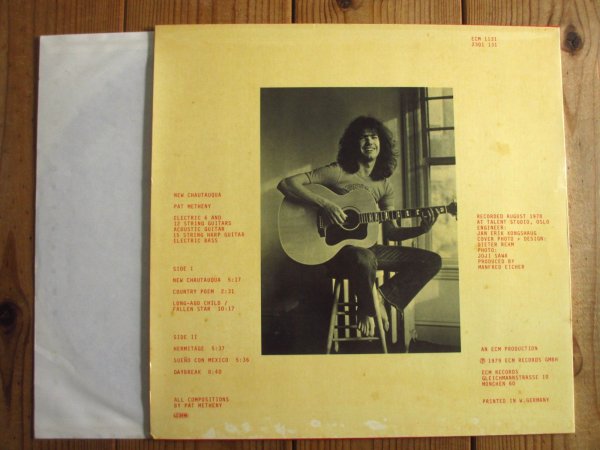 ECM 1131
2301 131
NEW CHAUTAUQUA
PAT METHENY
ELECTRIC 6 AND
12 STRING GUITARS
ACOUSTIC GUITAR
15 STRING HARP GUITAR
ELECTRIC BASS
SIDE I
NEW CHAUTAUQUA 5:17
COUNTRY POEM 2:31
LONG-AGO CHILD /
FALLEN STAR 10:17
SIDE II
HERMITAGE 5:37
SUEÑO CON MEXICO 5:36
DAYBREAK 8:40
ALL COMPOSITIONS
BY PAT METHENY
RECORDED AUGUST 1978
AT TALENT STUDIO, OSLO
ENGINEER:
JAN ERIK KONGSHAUG
COVER PHOTO + DESIGN:
DIETER REHM
PHOTO:
JOJI SAWA
PRODUCED BY
MANFRED EICHER
AN ECM PRODUCTION
℗ 1979 ECM RECORDS GMBH
ECM RECORDS
GLEICHMANNSTRASSE 10
MÜNCHEN 60
PRINTED IN W.GERMANY